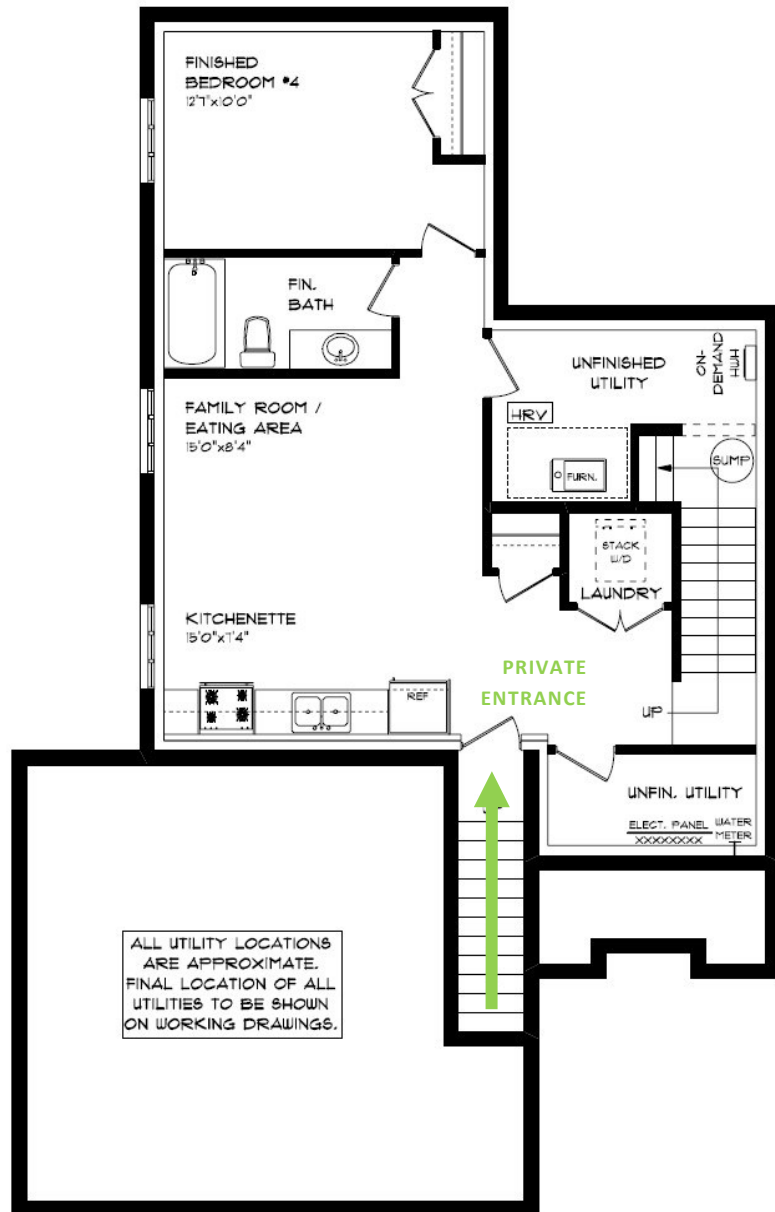 FINISHED
BEDROOM #4
12'7"x10'0"
FIN.
BATH
UNFINISHED
UTILITY
ON-
DEMAND
HWH
FAMILY ROOM /
EATING AREA
15'0"x8'4"
HRV
FURN.
SUMP
STACK
W/D
LAUNDRY
KITCHENETTE
15'0"x7'4"
PRIVATE
ENTRANCE
REF
UP
UNFIN. UTILITY
ELECT. PANEL
XXXXXXXX
WATER
METER
ALL UTILITY LOCATIONS
ARE APPROXIMATE.
FINAL LOCATION OF ALL
UTILITIES TO BE SHOWN
ON WORKING DRAWINGS.